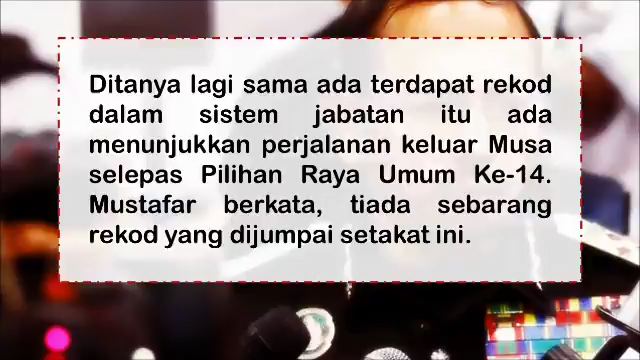 Ditanya lagi sama ada terdapat rekod
dalam sistem jabatan itu ada
menunjukkan perjalanan keluar Musa
selepas Pilihan Raya Umum Ke-14.
Mustafar berkata, tiada sebarang
rekod yang dijumpai setakat ini.